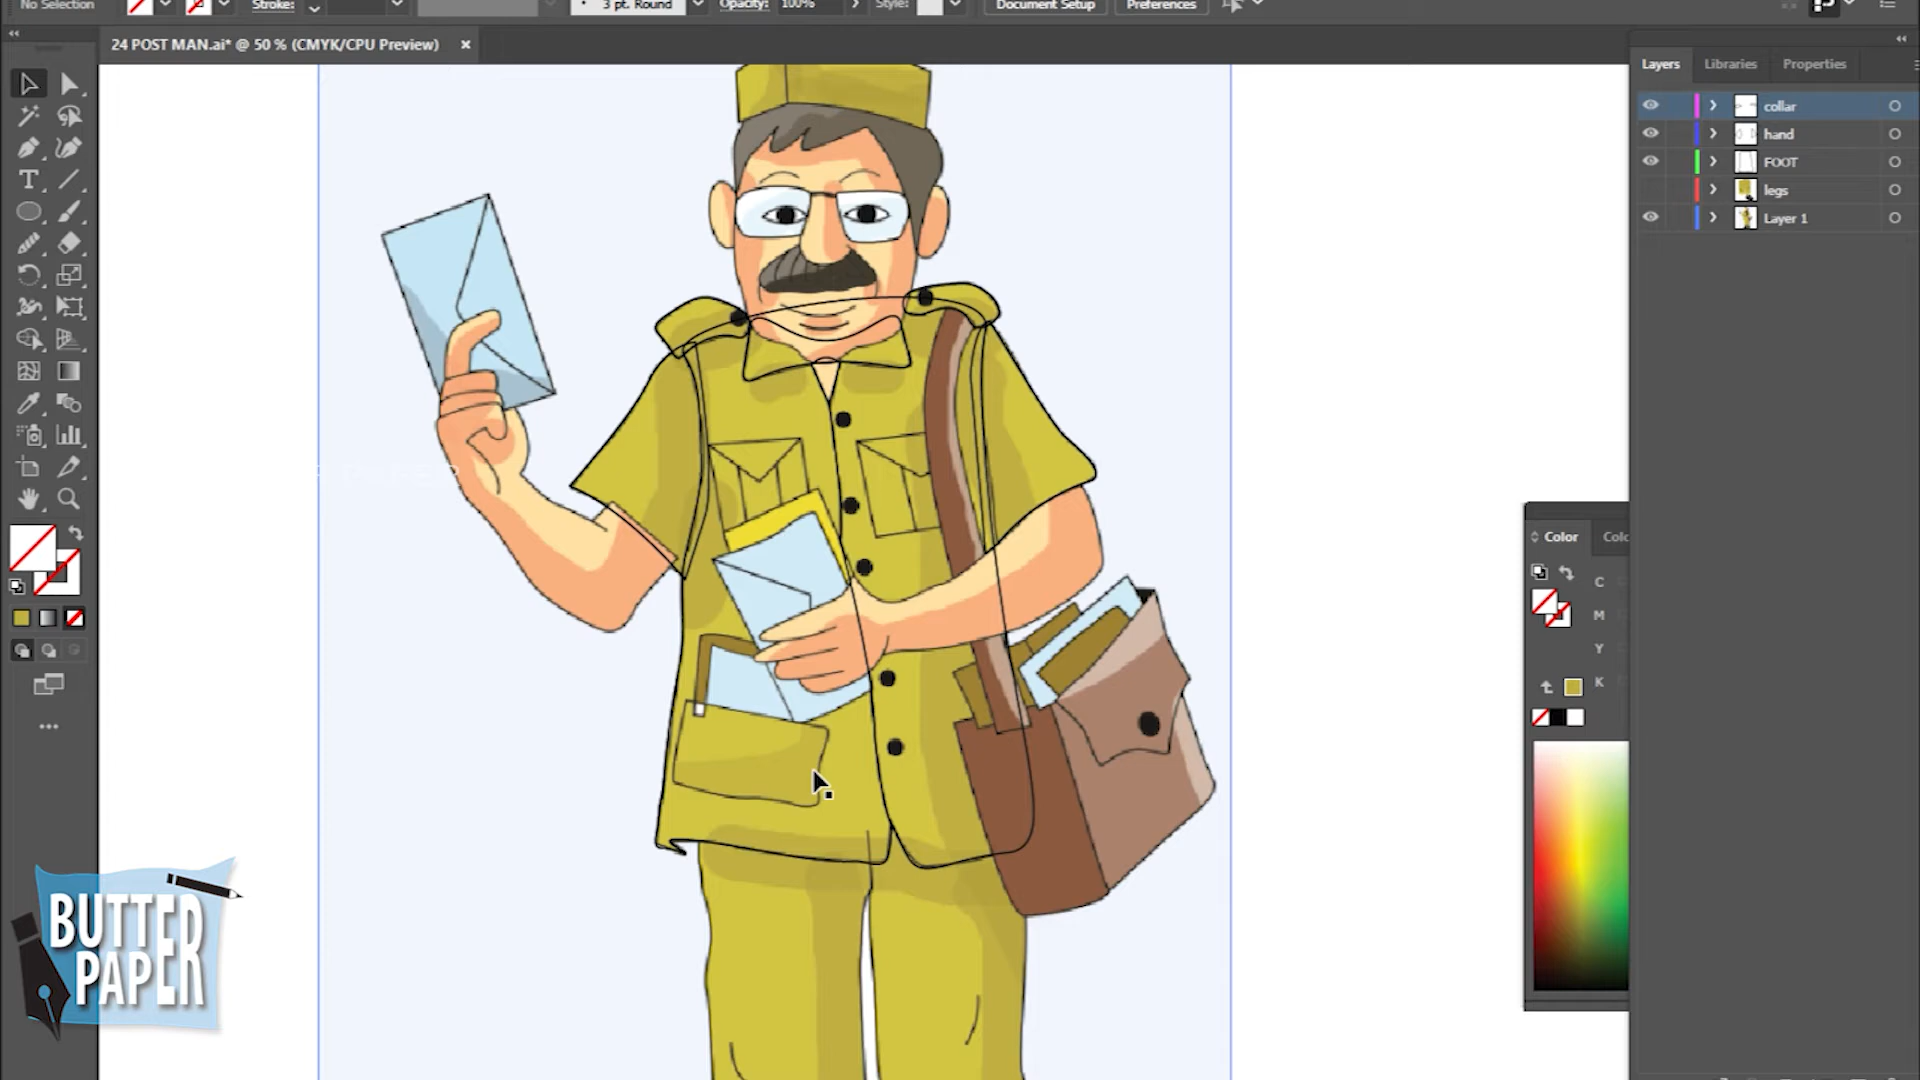 No Selection
Stroke:
3 pt. Round
Opacity:
100%
Style:
Document Setup
Preferences
24 POST MAN.ai* @ 50 % (CMYK/CPU Preview)
Layers
Libraries
Properties
collar
hand
FOOT
legs
Layer 1
Color
C
M
Y
K
BUTTER
PAPER